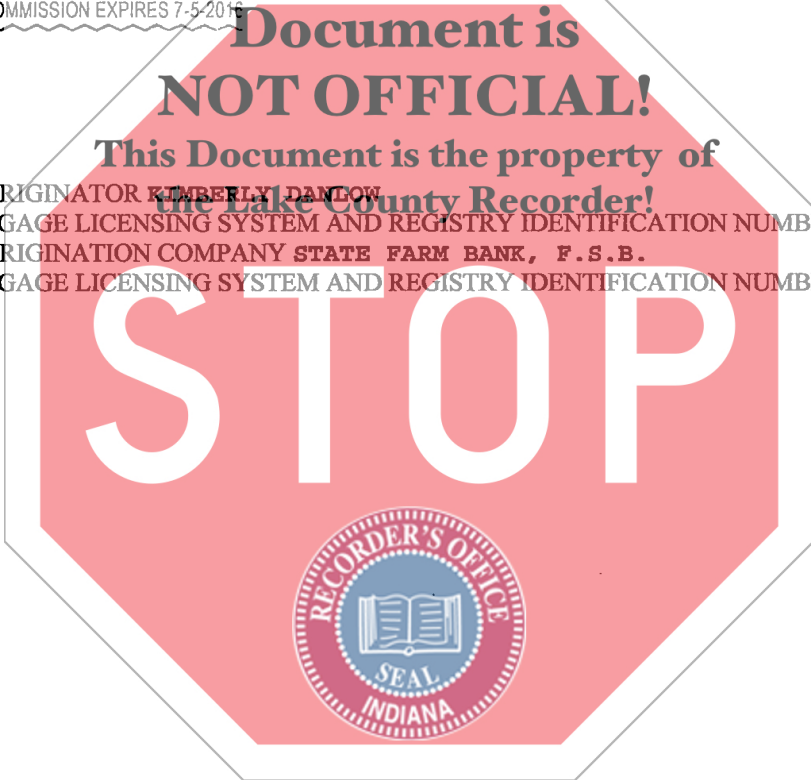 OMMISSION EXPIRES 7-5-2016
Document is
NOT OFFICIAL!
This Document is the property of
the Lake County Recorder!
RIGINATOR KIMBERLY DANLOW
GAGE LICENSING SYSTEM AND REGISTRY IDENTIFICATION NUMB
RIGINATION COMPANY STATE FARM BANK, F.S.B.
GAGE LICENSING SYSTEM AND REGISTRY IDENTIFICATION NUMB
STOP
RECORDER'S OFFICE
SEAL
INDIANA